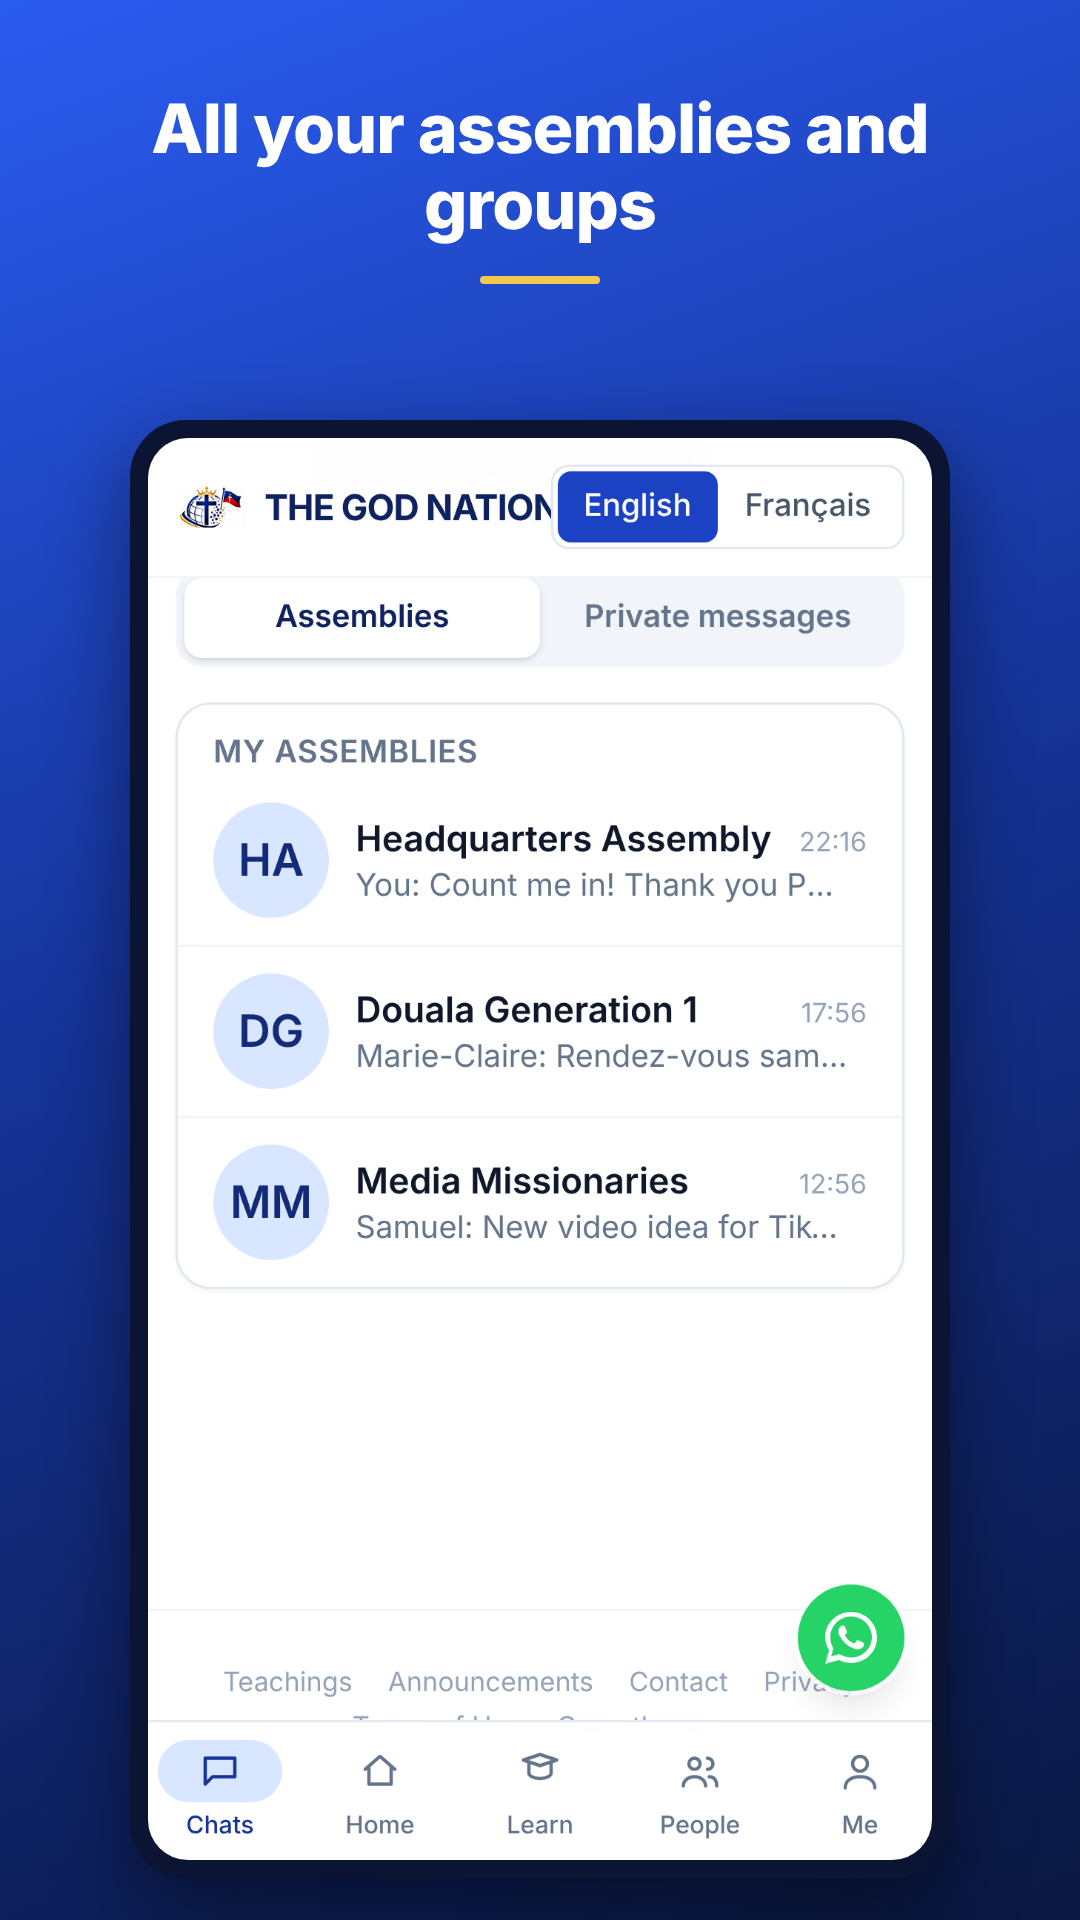 All your assemblies and
groups
THE GOD NATION
English
Français
Assemblies
Private messages
MY ASSEMBLIES
HA
Headquarters Assembly
22:16
You: Count me in! Thank you P...
DG
Douala Generation 1
17:56
Marie-Claire: Rendez-vous sam...
MM
Media Missionaries
12:56
Samuel: New video idea for Tik...
Teachings
Announcements
Contact
Chats
Home
Learn
People
Me